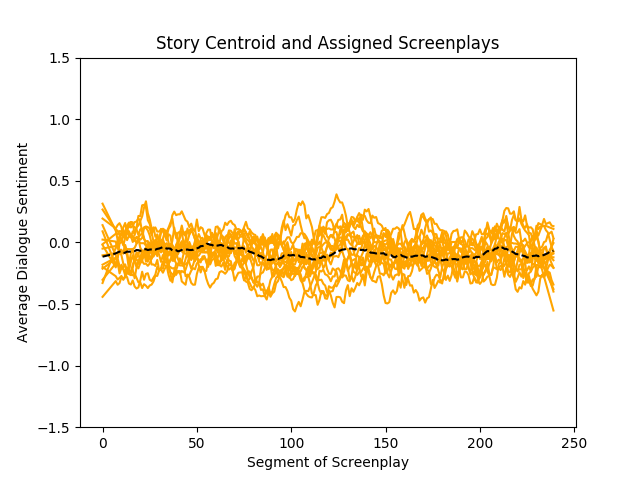 Story Centroid and Assigned Screenplays
1.5
1.0
0.5
0.0
−0.5
−1.0
−1.5
Average Dialogue Sentiment
0 50 100 150 200 250
Segment of Screenplay